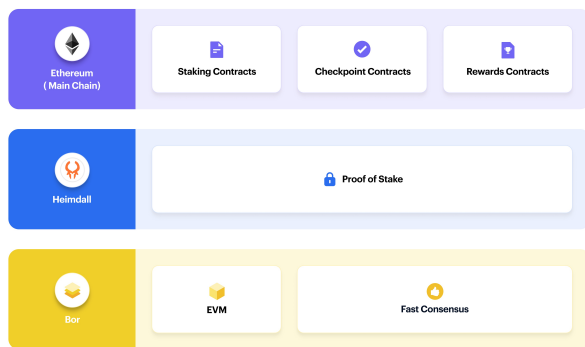 Ethereum
( Main Chain)
Staking Contracts
Checkpoint Contracts
Rewards Contracts
Heimdall
Proof of Stake
Bor
EVM
Fast Consensus